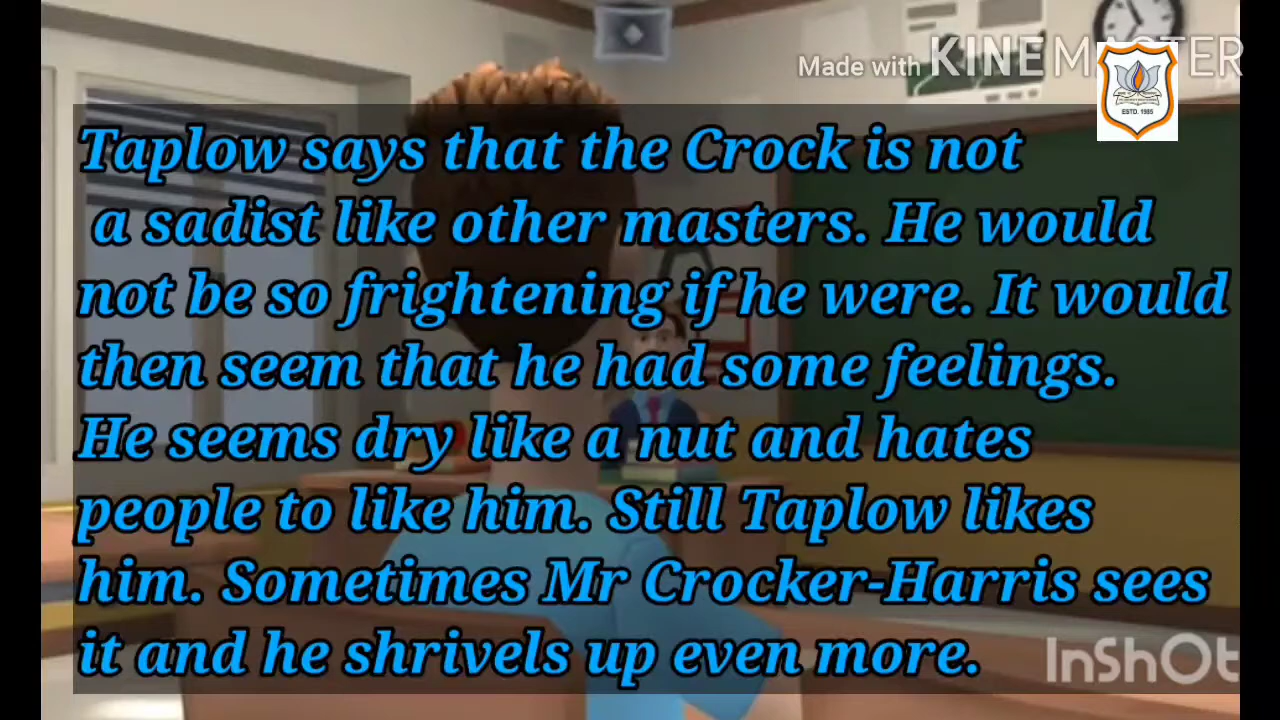 Made with KINEMASTER
ESTD. 1985
Taplow says that the Crock is not
a sadist like other masters. He would
not be so frightening if he were. It would
then seem that he had some feelings.
He seems dry like a nut and hates
people to like him. Still Taplow likes
him. Sometimes Mr Crocker-Harris sees
it and he shrivels up even more.
InShOt